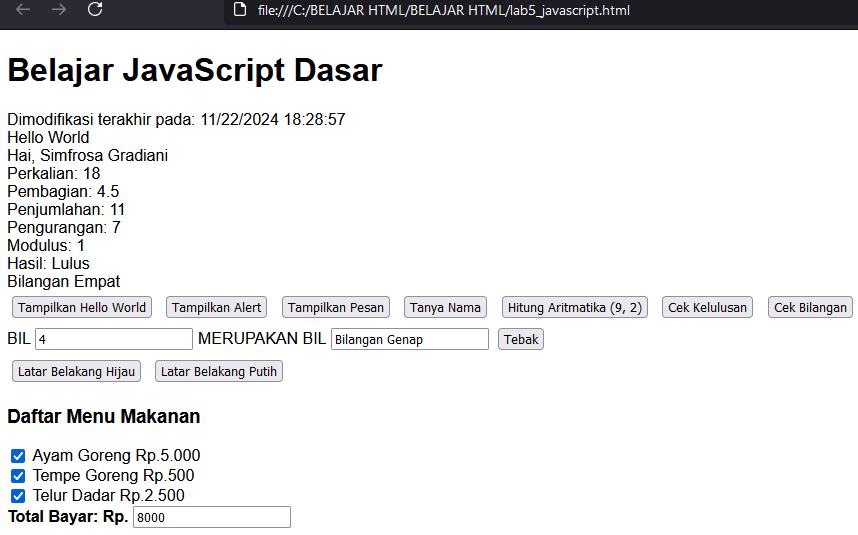 file:///C:/BELAJAR HTML/BELAJAR HTML/lab5_javascript.html
Belajar JavaScript Dasar
Dimodifikasi terakhir pada: 11/22/2024 18:28:57
Hello World
Hai, Simfrosa Gradiani
Perkalian: 18
Pembagian: 4.5
Penjumlahan: 11
Pengurangan: 7
Modulus: 1
Hasil: Lulus
Bilangan Empat
Tampilkan Hello World Tampilkan Alert Tampilkan Pesan Tanya Nama Hitung Aritmatika (9, 2) Cek Kelulusan Cek Bilangan
BIL 4 MERUPAKAN BIL Bilangan Genap Tebak
Latar Belakang Hijau Latar Belakang Putih
Daftar Menu Makanan
Ayam Goreng Rp.5.000
Tempe Goreng Rp.500
Telur Dadar Rp.2.500
Total Bayar: Rp. 8000